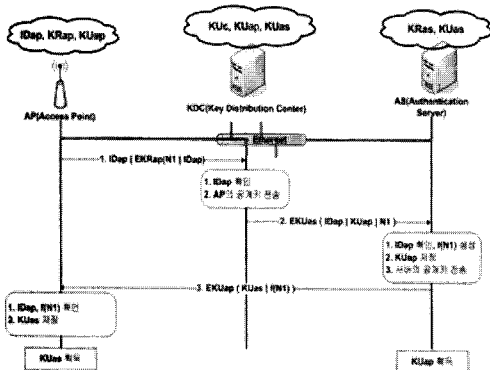 IDap, KRap, KUap
KUc, KUap, KUas
KRas, KUas
AP(Access Point)
KDC(Key Distribution Center)
AS(Authentication
Server)
Ethernet
1. IDap | EKRap(N1 | IDap)
1. IDap 확인
2. AP의 공개키 전송
2. EKUas ( IDap | KUap | N1 )
1. IDap 확인, f(N1) 생성
2. KUap 저장
3. 서버의 공개키 전송
3. EKUap ( KUas | f(N1) )
1. IDap, f(N1) 확인
2. KUas 저장
KUas 획득
KUap 획득